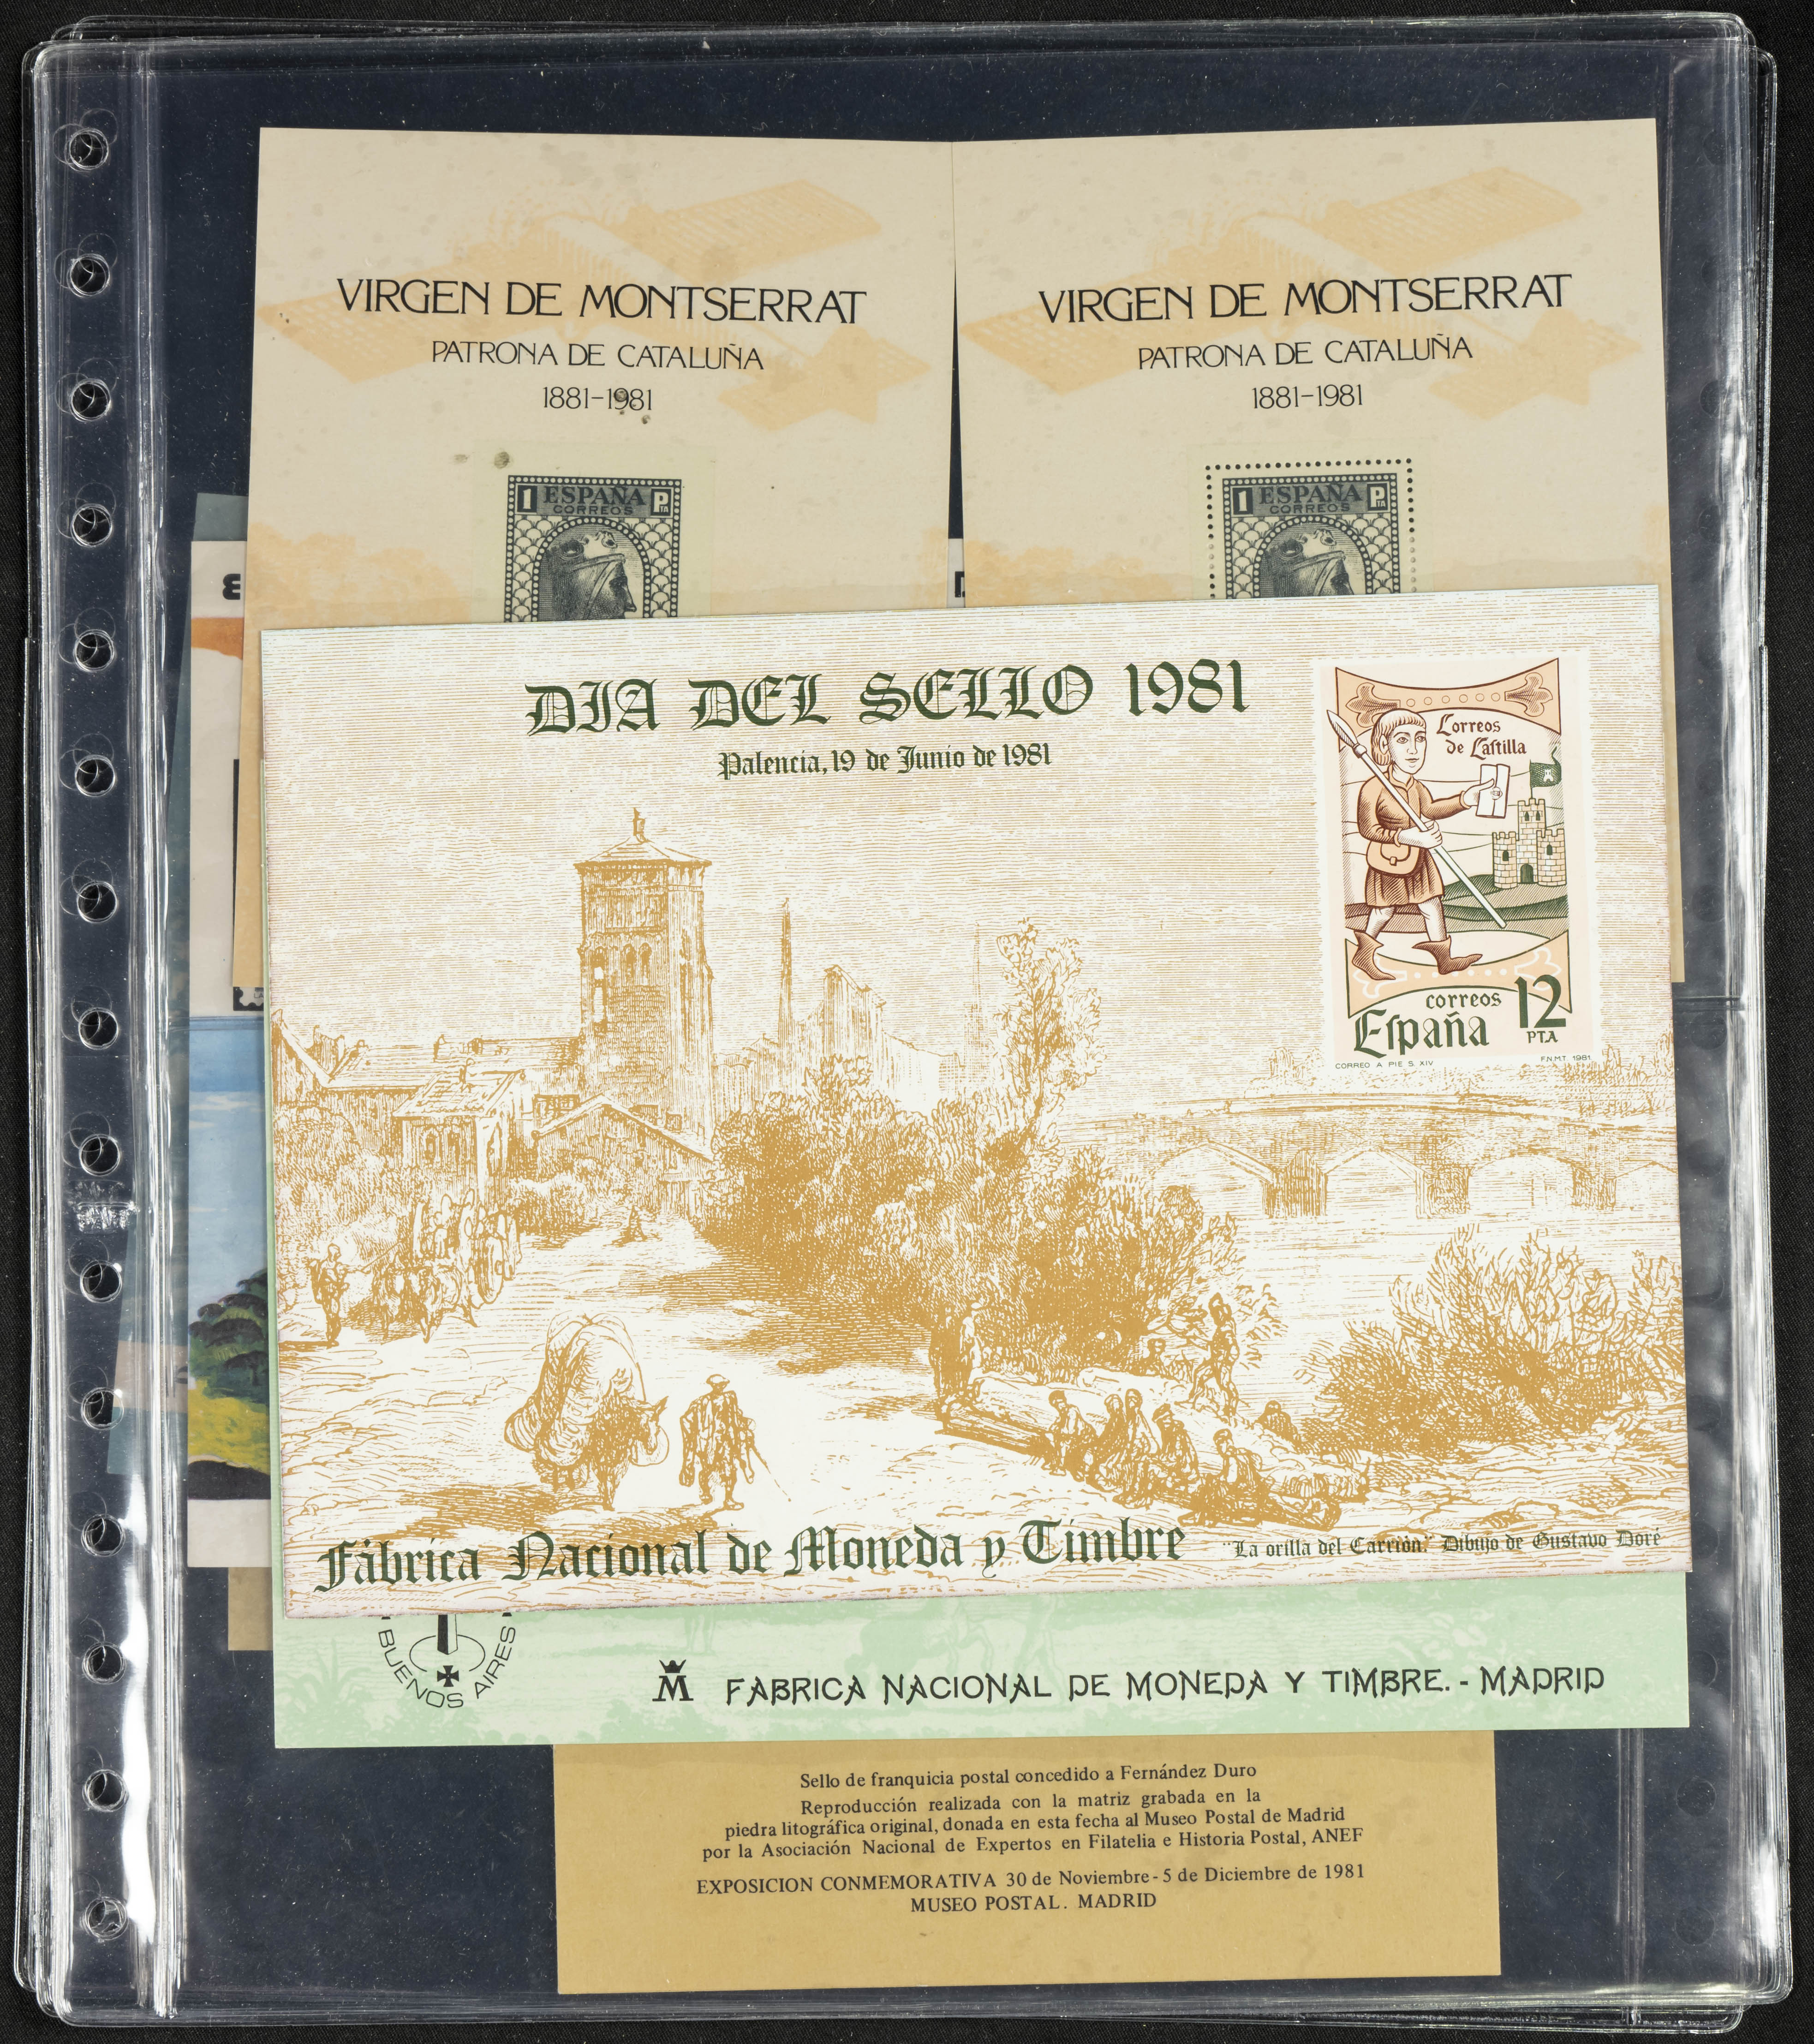 VIRGEN DE MONTSERRAT
PATRONA DE CATALUÑA
1881-1981
1 ESPAÑA PTA
CORREOS
VIRGEN DE MONTSERRAT
PATRONA DE CATALUÑA
1881-1981
1 ESPAÑA PTA
CORREOS
DIA DEL SELLO 1981
Palencia, 19 de Junio de 1981
Correos
de Castilla
correos
España 12
PTA
CORREO A PIE S. XIV F.N.M.T. 1981
Fábrica Nacional de Moneda y Timbre "La orilla del Carrión." Dibujo de Gustavo Doré
BUENOS AIRES
M FABRICA NACIONAL DE MONEDA Y TIMBRE. - MADRID
Sello de franquicia postal concedido a Fernández Duro
Reproducción realizada con la matriz grabada en la
piedra litográfica original, donada en esta fecha al Museo Postal de Madrid
por la Asociación Nacional de Expertos en Filatelia e Historia Postal, ANEF
EXPOSICION CONMEMORATIVA 30 de Noviembre - 5 de Diciembre de 1981
MUSEO POSTAL. MADRID